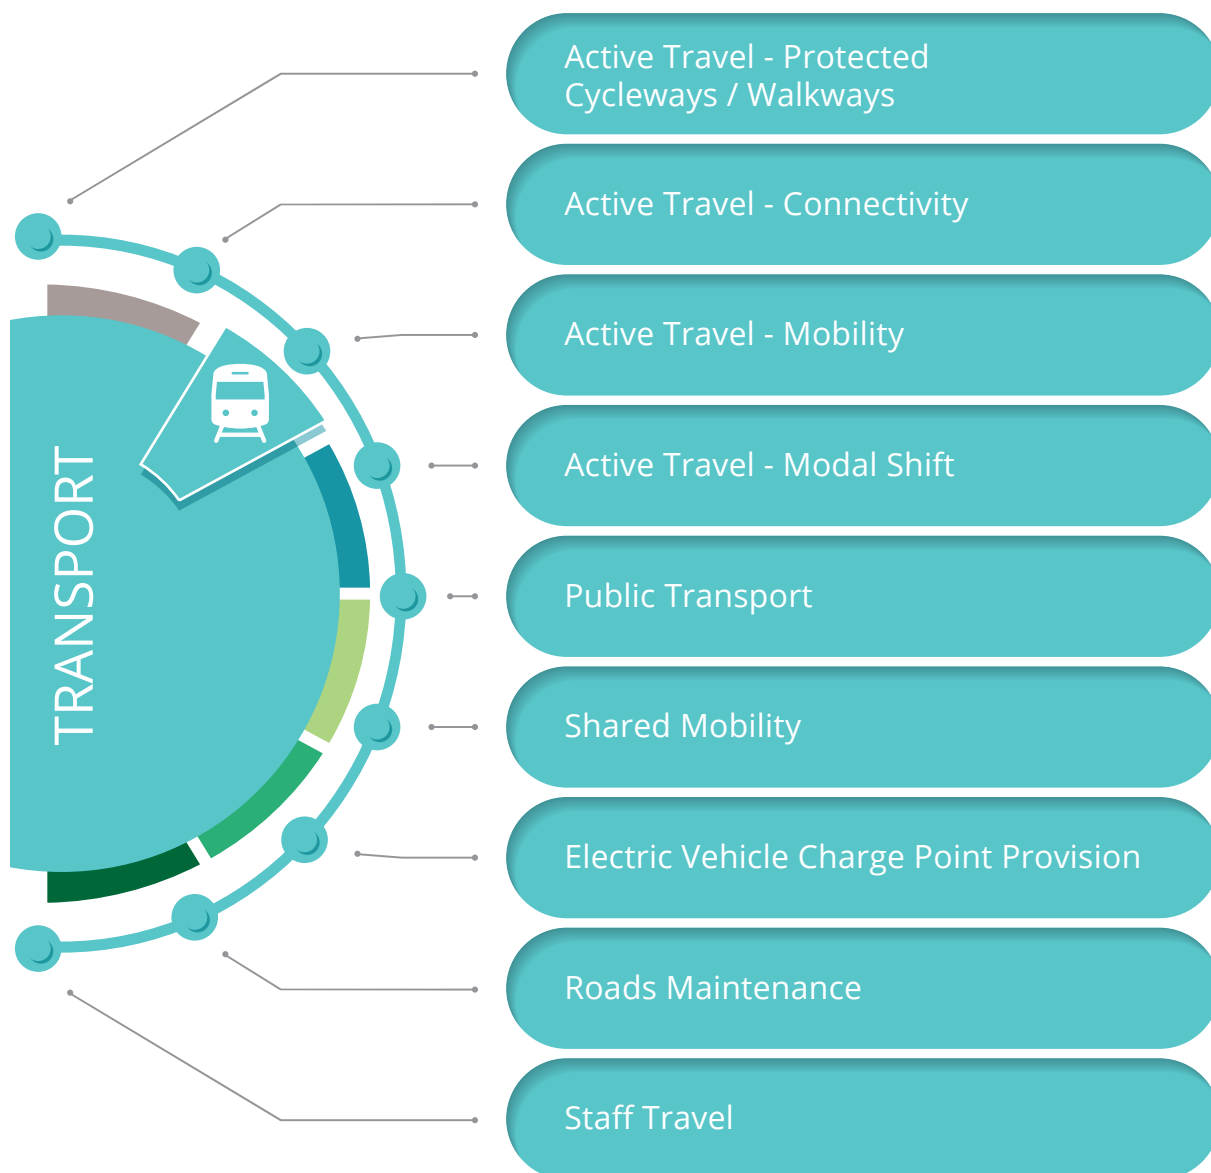 TRANSPORT
Active Travel - Protected
Cycleways / Walkways
Active Travel - Connectivity
Active Travel - Mobility
Active Travel - Modal Shift
Public Transport
Shared Mobility
Electric Vehicle Charge Point Provision
Roads Maintenance
Staff Travel